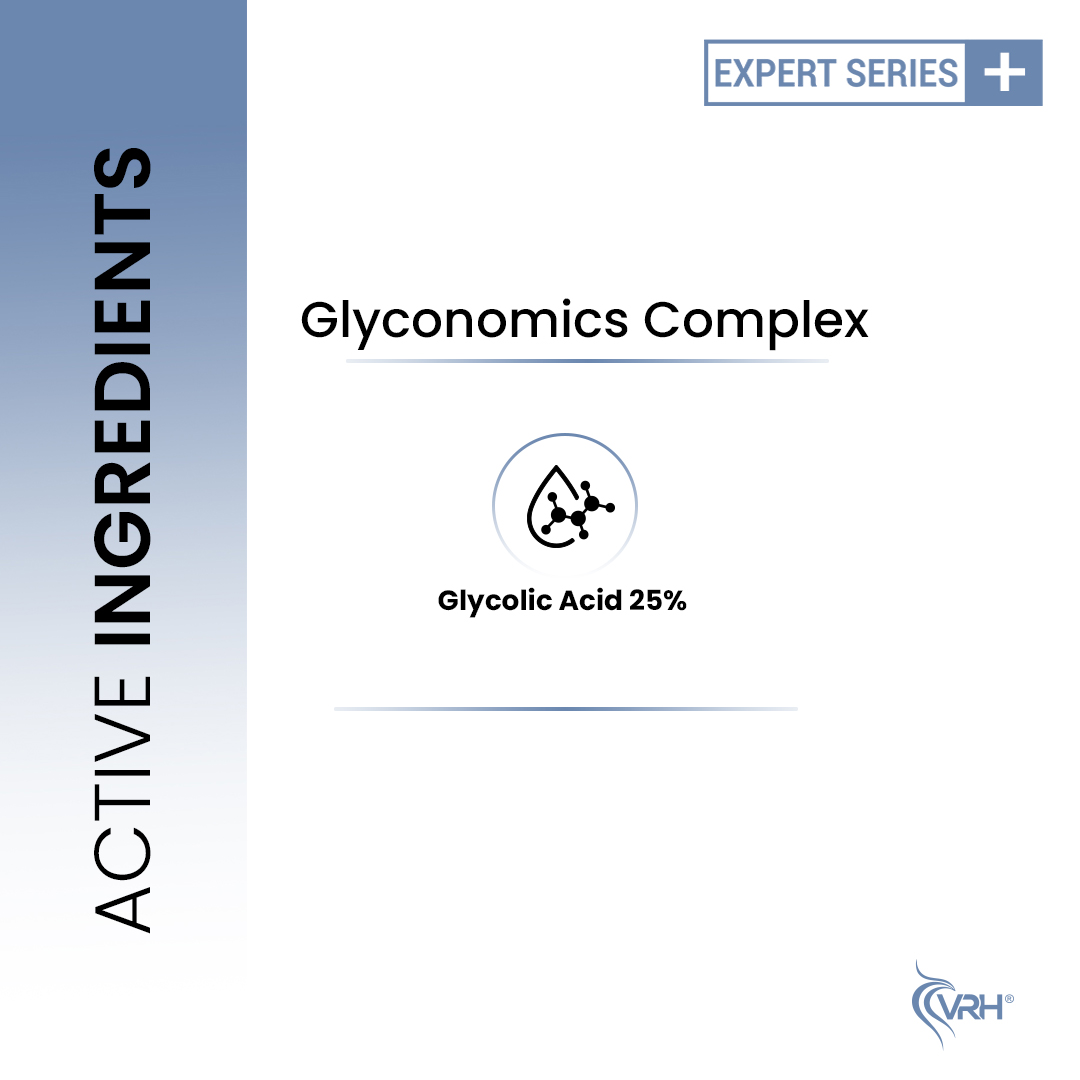 EXPERT SERIES +
ACTIVE INGREDIENTS
Glyconomics Complex
Glycolic Acid 25%
VRH®